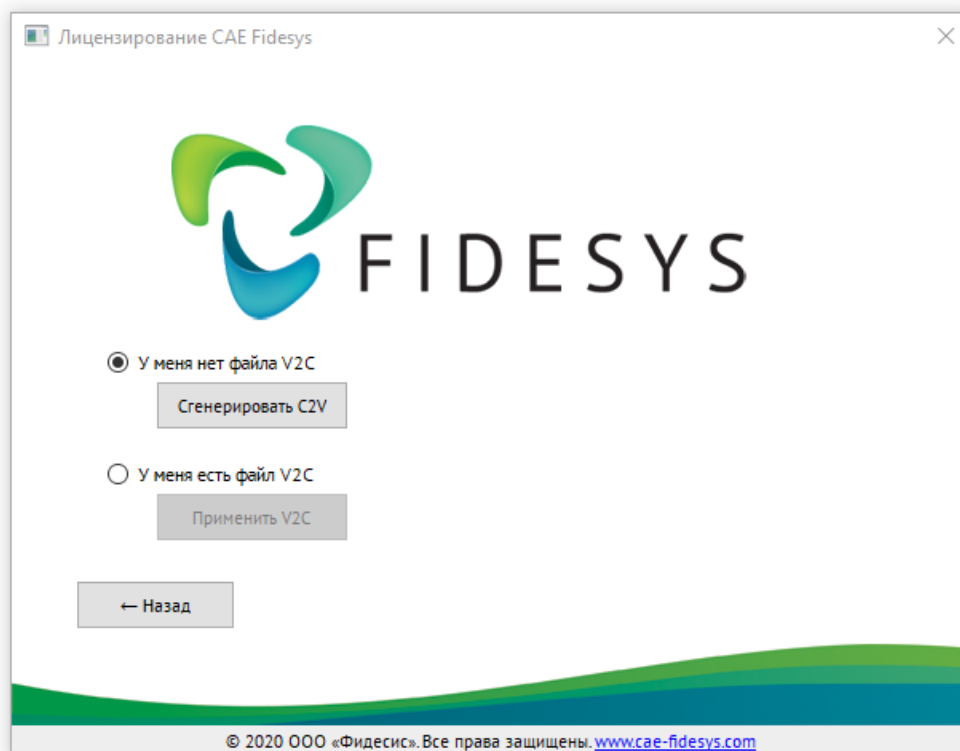 Лицензирование CAE Fidesys
FIDESYS
У меня нет файла V2C
Сгенерировать C2V
У меня есть файл V2C
Применить V2C
← Назад
© 2020 ООО «Фидесис». Все права защищены. www.cae-fidesys.com